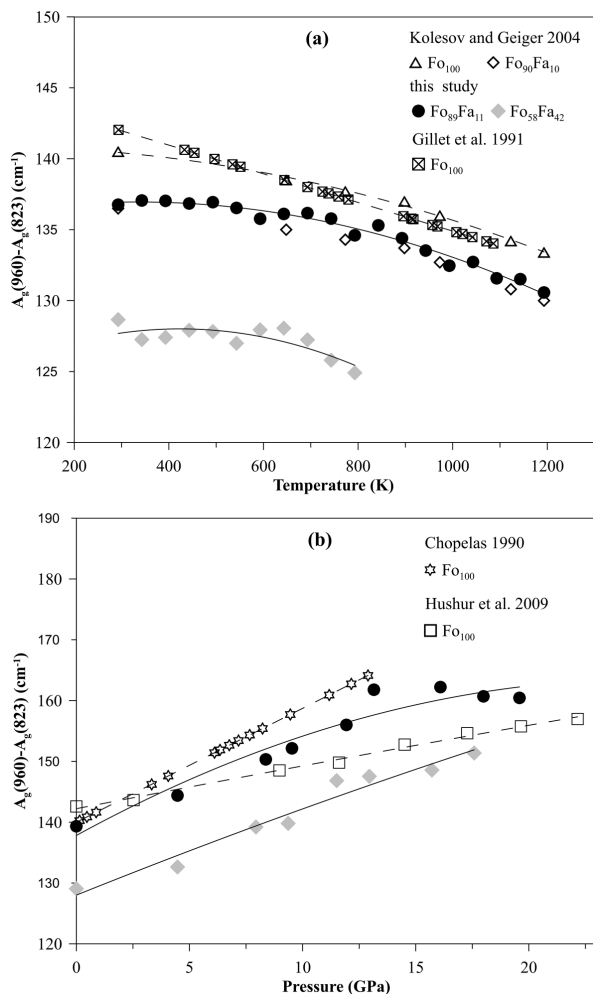 (a)
Kolesov and Geiger 2004
Fo100 Fo90Fa10
this study
Fo89Fa11 Fo58Fa42
Gillet et al. 1991
Fo100
150
145
140
135
130
125
120
Ag(960)-Ag(823) (cm-1)
200 400 600 800 1000 1200
Temperature (K)
(b)
Chopelas 1990
Fo100
Hushur et al. 2009
Fo100
190
180
170
160
150
140
130
120
Ag(960)-Ag(823) (cm-1)
0 5 10 15 20
Pressure (GPa)